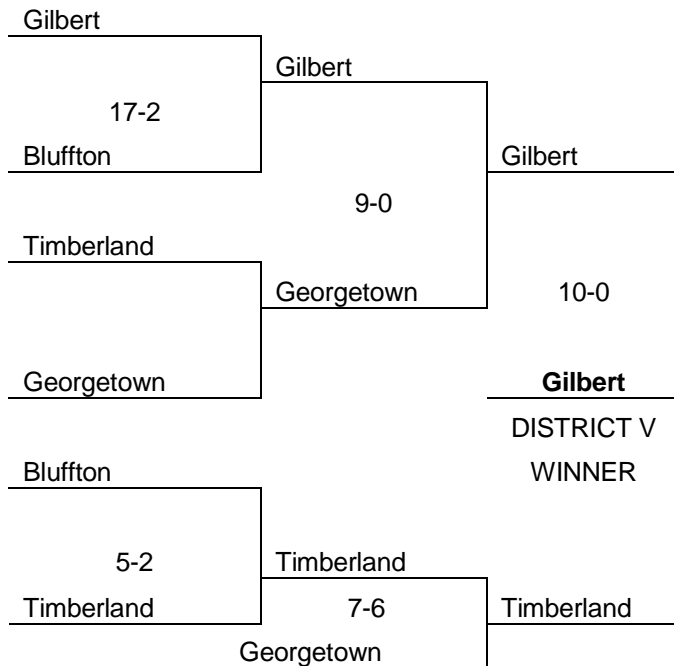 Gilbert
Gilbert
17-2
Bluffton
Gilbert
9-0
Timberland
Georgetown
10-0
Georgetown
Gilbert
DISTRICT V
Bluffton
WINNER
5-2
Timberland
Timberland
7-6
Timberland
Georgetown